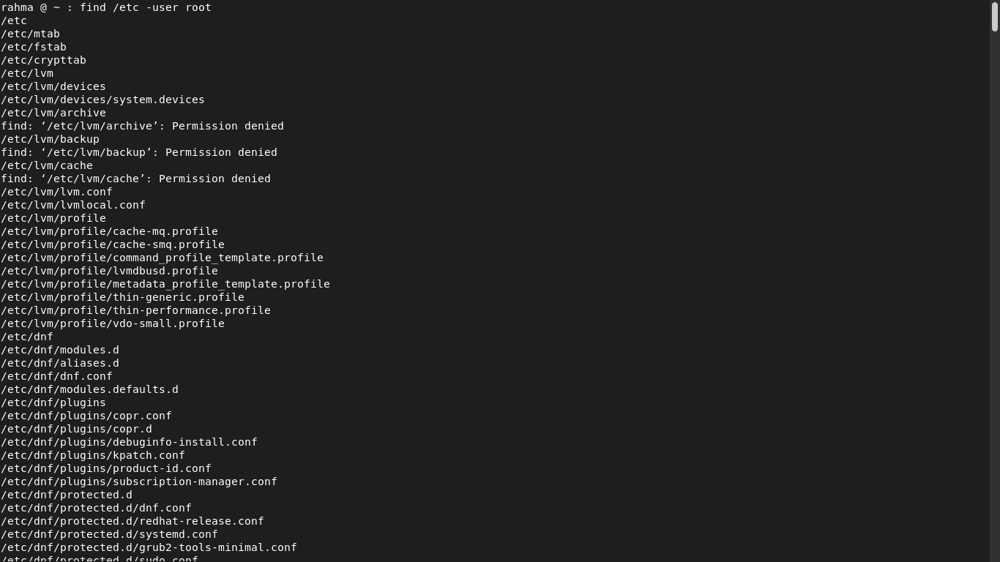 rahma @ ~ : find /etc -user root
/etc
/etc/mtab
/etc/fstab
/etc/crypttab
/etc/lvm
/etc/lvm/devices
/etc/lvm/devices/system.devices
/etc/lvm/archive
find: ‘/etc/lvm/archive’: Permission denied
/etc/lvm/backup
find: ‘/etc/lvm/backup’: Permission denied
/etc/lvm/cache
find: ‘/etc/lvm/cache’: Permission denied
/etc/lvm/lvm.conf
/etc/lvm/lvmlocal.conf
/etc/lvm/profile
/etc/lvm/profile/cache-mq.profile
/etc/lvm/profile/cache-smq.profile
/etc/lvm/profile/command_profile_template.profile
/etc/lvm/profile/lvmdbusd.profile
/etc/lvm/profile/metadata_profile_template.profile
/etc/lvm/profile/thin-generic.profile
/etc/lvm/profile/thin-performance.profile
/etc/lvm/profile/vdo-small.profile
/etc/dnf
/etc/dnf/modules.d
/etc/dnf/aliases.d
/etc/dnf/dnf.conf
/etc/dnf/modules.defaults.d
/etc/dnf/plugins
/etc/dnf/plugins/copr.conf
/etc/dnf/plugins/copr.d
/etc/dnf/plugins/debuginfo-install.conf
/etc/dnf/plugins/kpatch.conf
/etc/dnf/plugins/product-id.conf
/etc/dnf/plugins/subscription-manager.conf
/etc/dnf/protected.d
/etc/dnf/protected.d/dnf.conf
/etc/dnf/protected.d/redhat-release.conf
/etc/dnf/protected.d/systemd.conf
/etc/dnf/protected.d/grub2-tools-minimal.conf
/etc/dnf/protected.d/sudo.conf